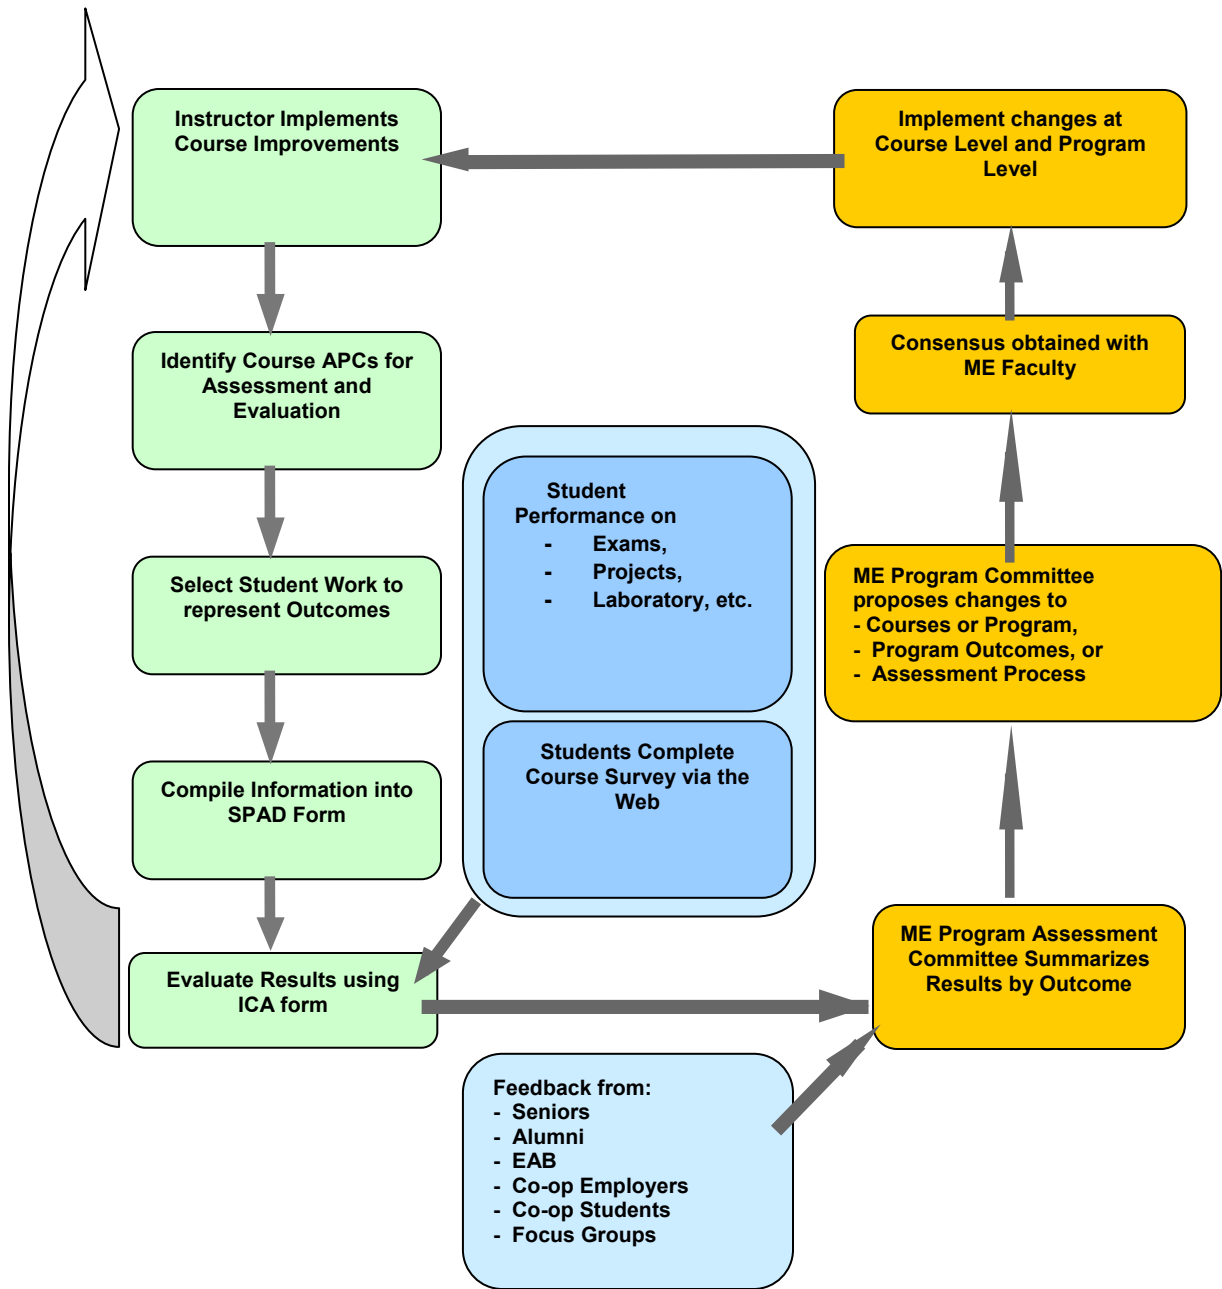 Instructor Implements
Course Improvements
Implement changes at
Course Level and Program
Level
Identify Course APCs for
Assessment and
Evaluation
Consensus obtained with
ME Faculty
Student
Performance on
- Exams,
- Projects,
- Laboratory, etc.
Select Student Work to
represent Outcomes
ME Program Committee
proposes changes to
- Courses or Program,
- Program Outcomes, or
- Assessment Process
Students Complete
Course Survey via the
Web
Compile Information into
SPAD Form
ME Program Assessment
Committee Summarizes
Results by Outcome
Evaluate Results using
ICA form
Feedback from:
- Seniors
- Alumni
- EAB
- Co-op Employers
- Co-op Students
- Focus Groups